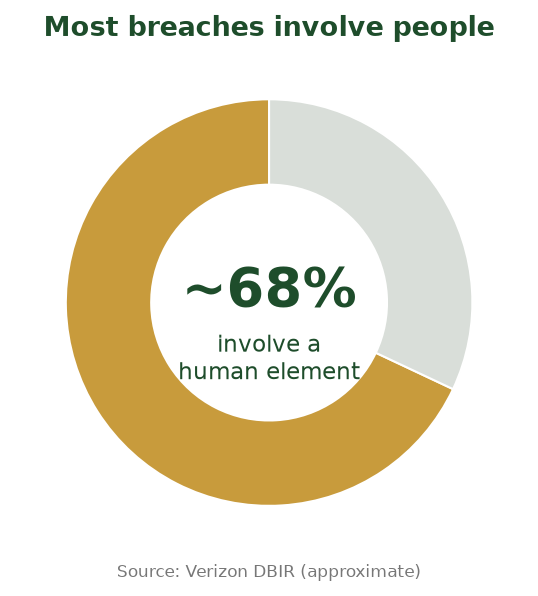 Most breaches involve people
~68%
involve a
human element
Source: Verizon DBIR (approximate)